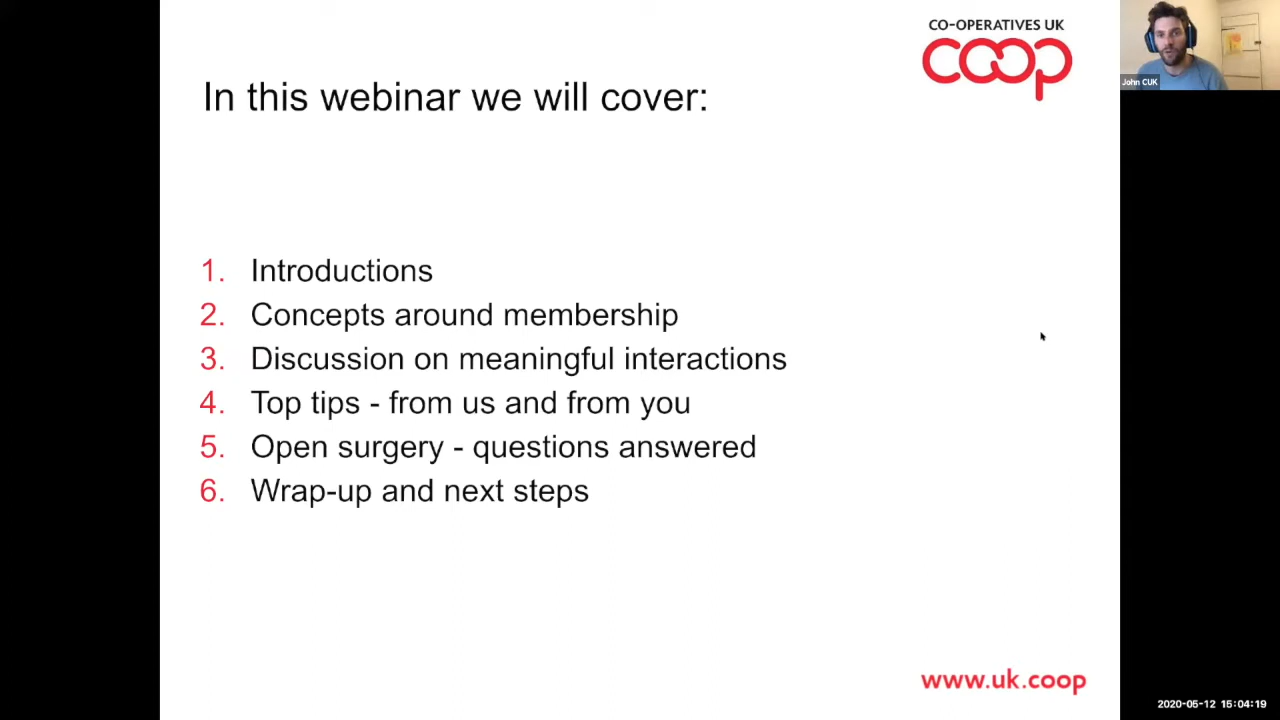 CO-OPERATIVES UK
coop
John CUK
In this webinar we will cover:
1. Introductions
2. Concepts around membership
3. Discussion on meaningful interactions
4. Top tips - from us and from you
5. Open surgery - questions answered
6. Wrap-up and next steps
www.uk.coop
2020-05-12 15:04:19